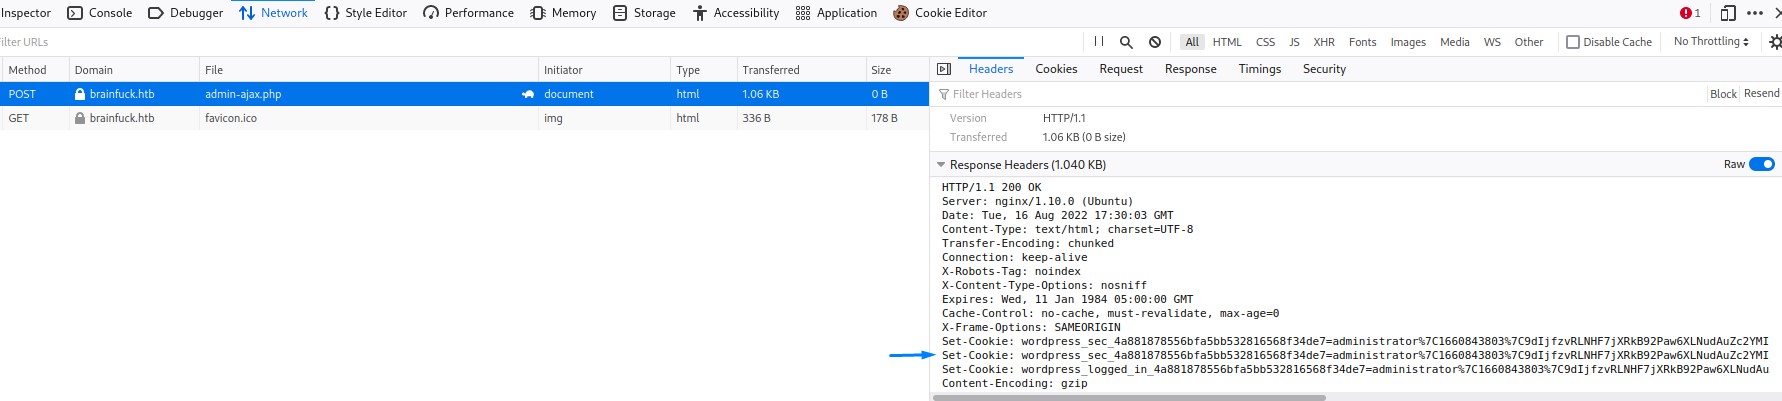 Inspector Console Debugger Network Style Editor Performance Memory Storage Accessibility Application Cookie Editor 1
ilter URLs All HTML CSS JS XHR Fonts Images Media WS Other Disable Cache No Throttling
Method Domain File Initiator Type Transferred Size
POST brainfuck.htb admin-ajax.php document html 1.06 KB 0 B
GET brainfuck.htb favicon.ico img html 336 B 178 B
Headers Cookies Request Response Timings Security
Filter Headers Block Resend
Version HTTP/1.1
Transferred 1.06 KB (0 B size)
Response Headers (1.040 KB) Raw
HTTP/1.1 200 OK
Server: nginx/1.10.0 (Ubuntu)
Date: Tue, 16 Aug 2022 17:30:03 GMT
Content-Type: text/html; charset=UTF-8
Transfer-Encoding: chunked
Connection: keep-alive
X-Robots-Tag: noindex
X-Content-Type-Options: nosniff
Expires: Wed, 11 Jan 1984 05:00:00 GMT
Cache-Control: no-cache, must-revalidate, max-age=0
X-Frame-Options: SAMEORIGIN
Set-Cookie: wordpress_sec_4a881878556bfa5bb532816568f34de7=administrator%7C1660843803%7C9dIjfzvRLNHF7jXRkB92Paw6XLNudAuZc2YMI
Set-Cookie: wordpress_sec_4a881878556bfa5bb532816568f34de7=administrator%7C1660843803%7C9dIjfzvRLNHF7jXRkB92Paw6XLNudAuZc2YMI
Set-Cookie: wordpress_logged_in_4a881878556bfa5bb532816568f34de7=administrator%7C1660843803%7C9dIjfzvRLNHF7jXRkB92Paw6XLNudAu
Content-Encoding: gzip